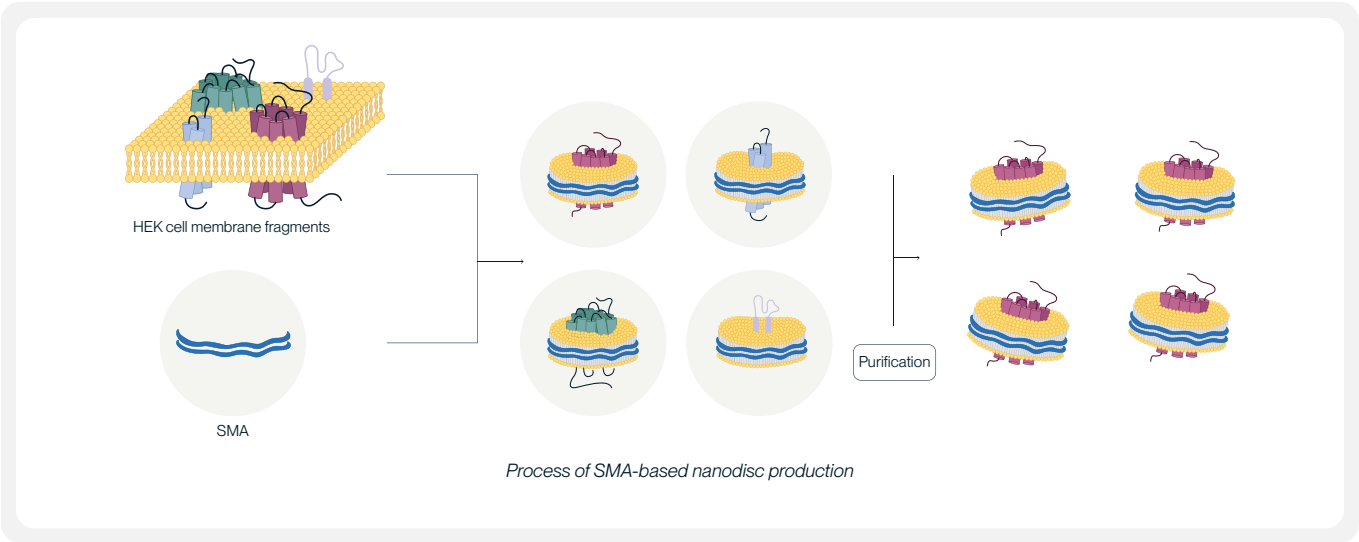 HEK cell membrane fragments
SMA
Purification
Process of SMA-based nanodisc production